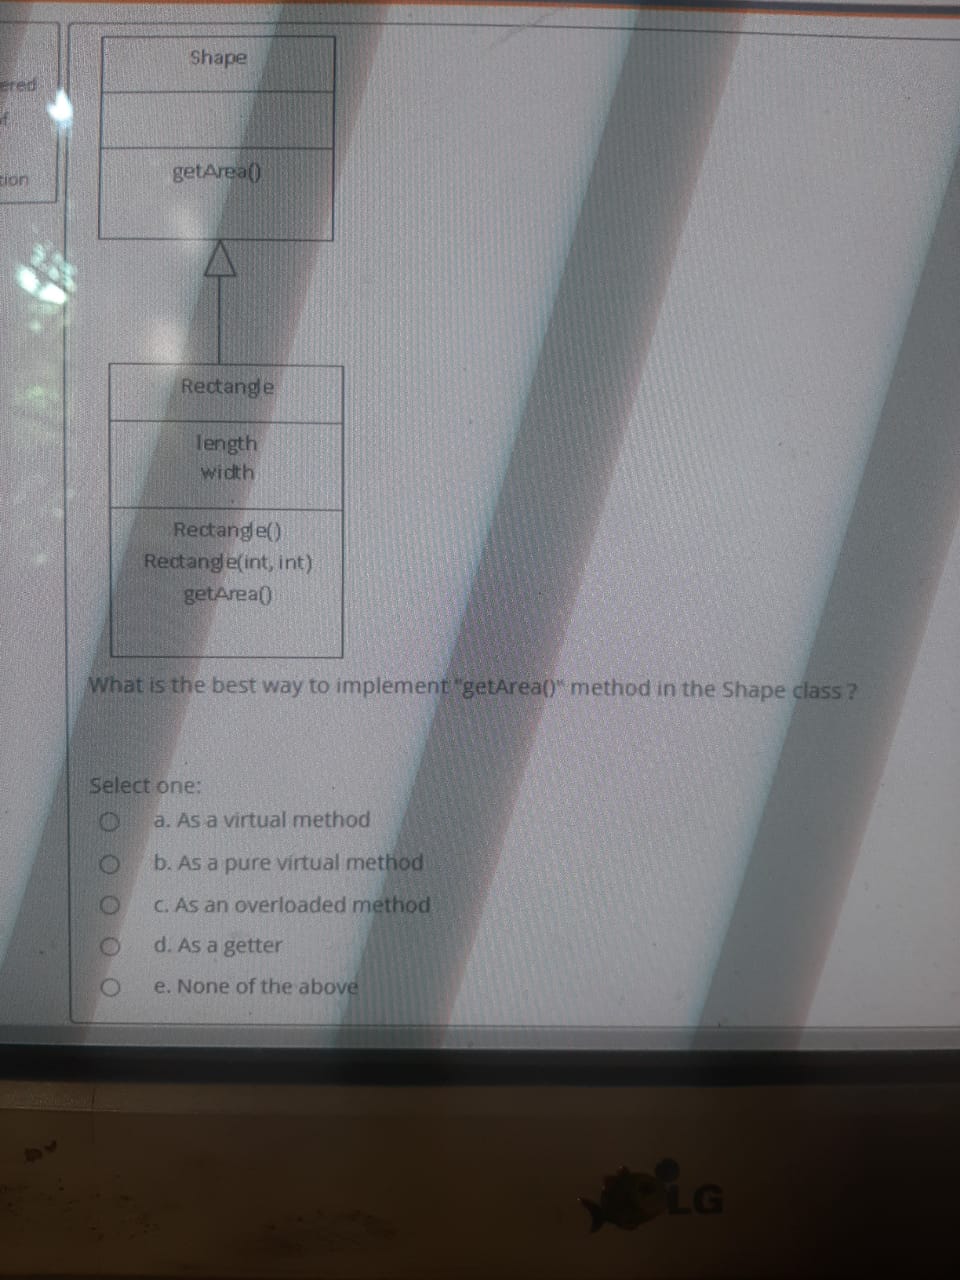 ered
tion
Shape
getArea()
Rectangle
length
width
Rectangle()
Rectangle(int, int)
getArea()
What is the best way to implement "getArea()" method in the Shape class ?
Select one:
a. As a virtual method
b. As a pure virtual method
c. As an overloaded method
d. As a getter
e. None of the above
LG